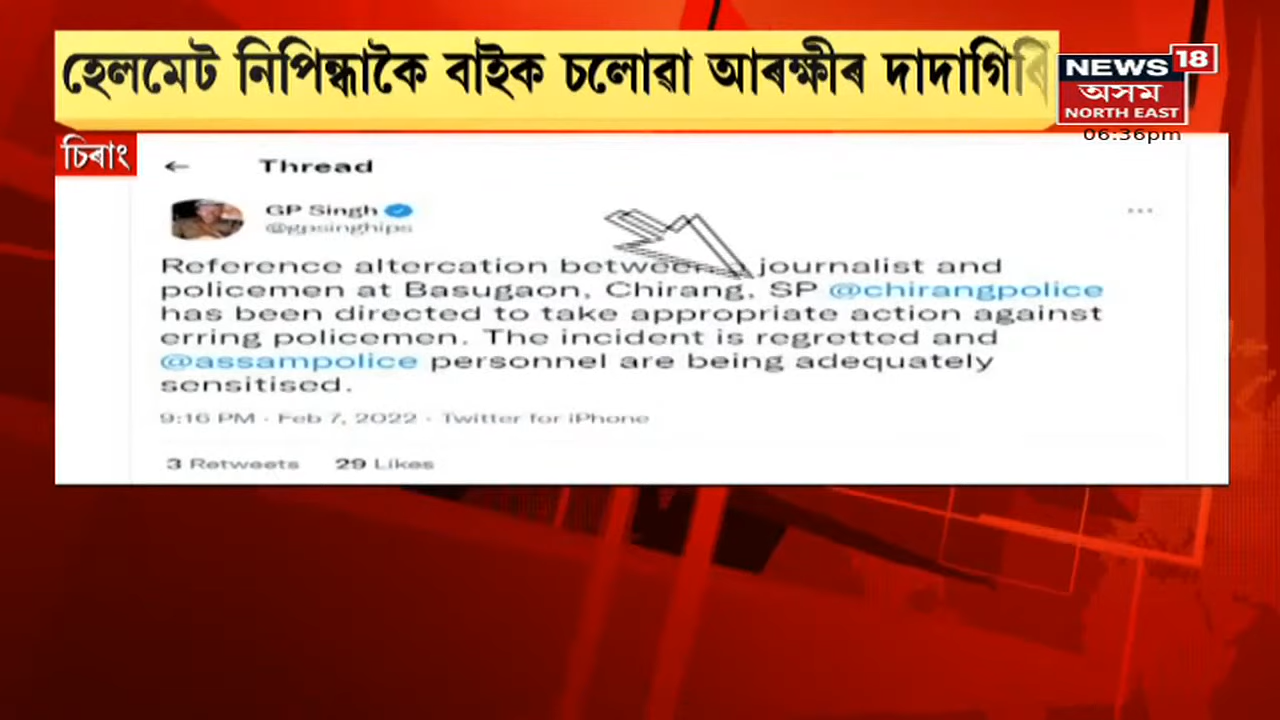 হেলমেট নিপিন্ধাকৈ বাইক চলোৱা আৰক্ষীৰ দাদাগিৰি
NEWS 18
অসম
NORTH EAST
06:36pm
চিৰাং
Thread
GP Singh
@gpsinghips
Reference altercation between journalist and
policemen at Basugaon, Chirang, SP @chirangpolice
has been directed to take appropriate action against
erring policemen. The incident is regretted and
@assampolice personnel are being adequately
sensitised.
9:16 PM · Feb 7, 2022 · Twitter for iPhone
3 Retweets 29 Likes